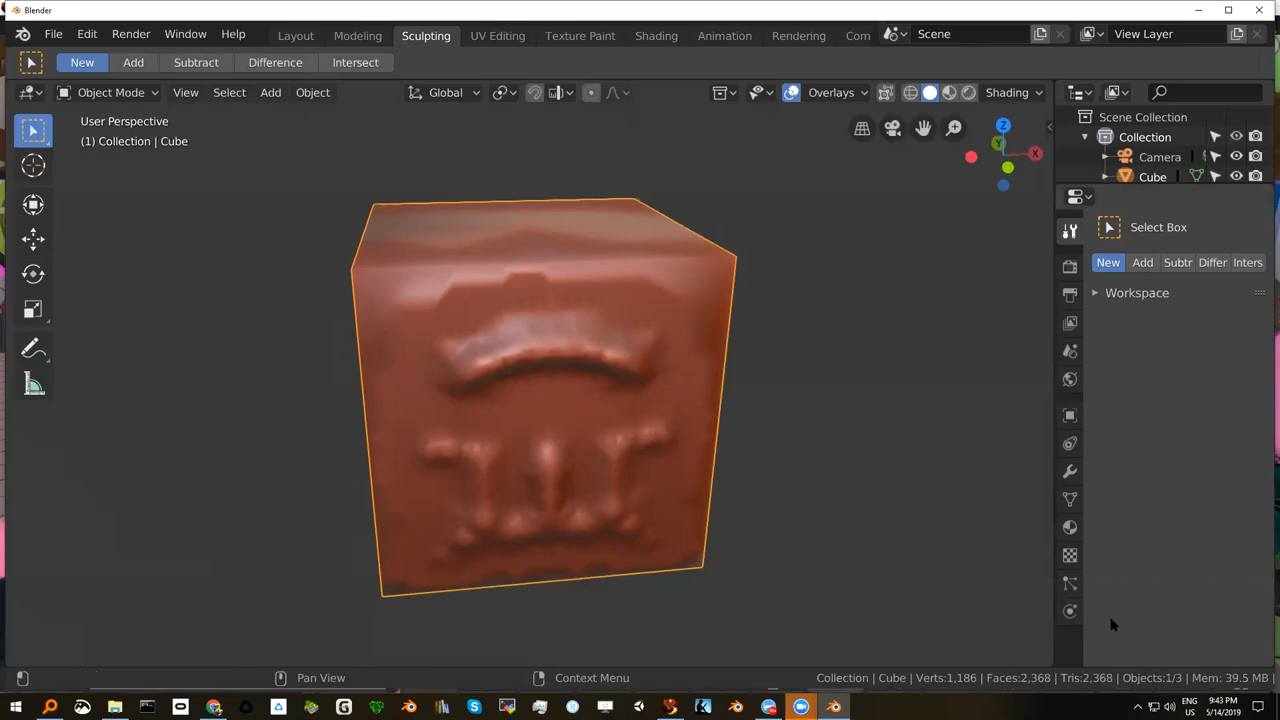 Blender
File Edit Render Window Help Layout Modeling Sculpting UV Editing Texture Paint Shading Animation Rendering Com Scene View Layer
New Add Subtract Difference Intersect
Object Mode View Select Add Object Global Overlays Shading
User Perspective
(1) Collection | Cube
Scene Collection
Collection
Camera
Cube
Select Box
New Add Subtr Differ Inters
Workspace
Z
Y
X
Pan View Context Menu Collection | Cube | Verts:1,186 | Faces:2,368 | Tris:2,368 | Objects:1/3 | Mem: 39.5 MB
ENG 9:43 PM
US 5/14/2019